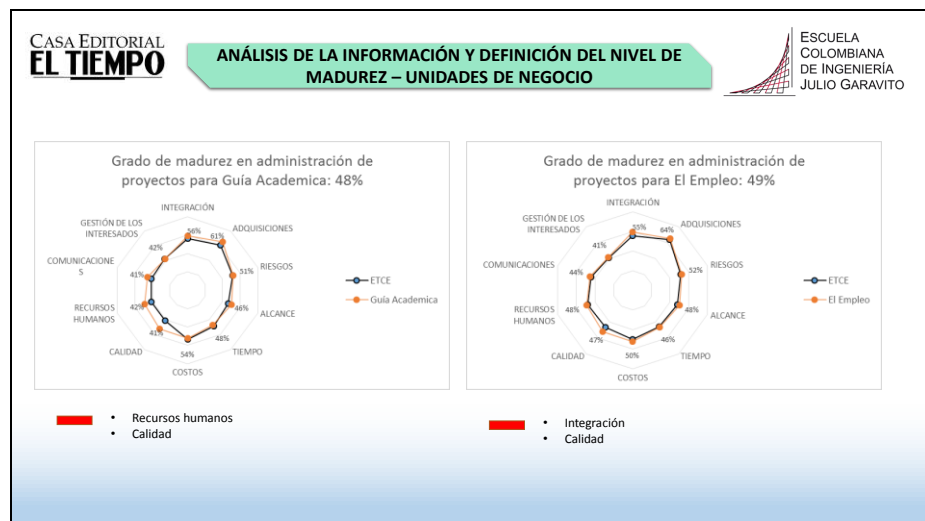 CASA EDITORIAL
EL TIEMPO
ANÁLISIS DE LA INFORMACIÓN Y DEFINICIÓN DEL NIVEL DE
MADUREZ – UNIDADES DE NEGOCIO
ESCUELA
COLOMBIANA
DE INGENIERÍA
JULIO GARAVITO
Grado de madurez en administración de
proyectos para Guía Academica: 48%
INTEGRACIÓN
GESTIÓN DE LOS
INTERESADOS
ADQUISICIONES
56%
61%
42%
COMUNICACIONE
S
RIESGOS
41%
51%
ETCE
Guía Academica
42%
46%
RECURSOS
HUMANOS
ALCANCE
41%
48%
CALIDAD
TIEMPO
54%
COSTOS
Grado de madurez en administración de
proyectos para El Empleo: 49%
INTEGRACIÓN
GESTIÓN DE LOS
INTERESADOS
ADQUISICIONES
55%
64%
41%
COMUNICACIONES
RIESGOS
44%
52%
ETCE
El Empleo
48%
48%
RECURSOS
HUMANOS
ALCANCE
47%
46%
CALIDAD
TIEMPO
50%
COSTOS
• Recursos humanos
• Calidad
• Integración
• Calidad